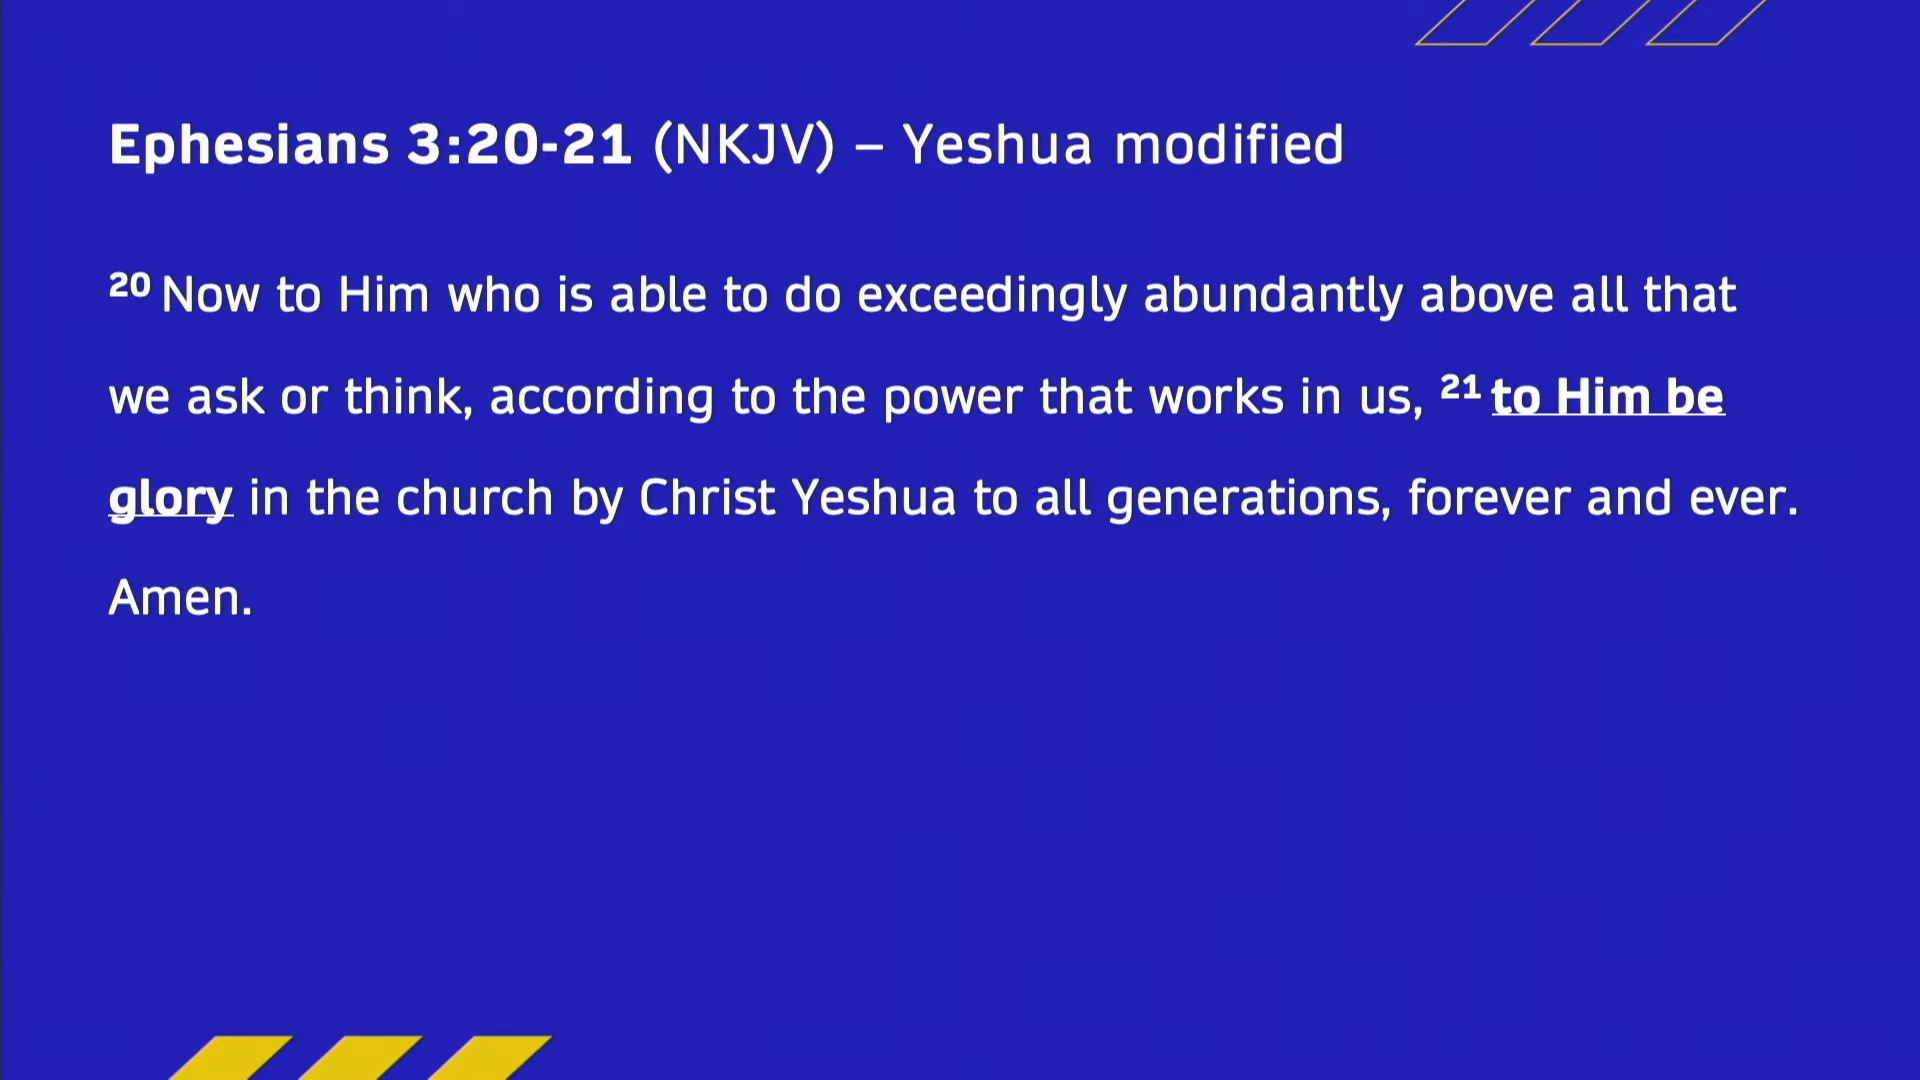 Ephesians 3:20-21 (NKJV) – Yeshua modified
20 Now to Him who is able to do exceedingly abundantly above all that
we ask or think, according to the power that works in us, 21 to Him be
glory in the church by Christ Yeshua to all generations, forever and ever.
Amen.